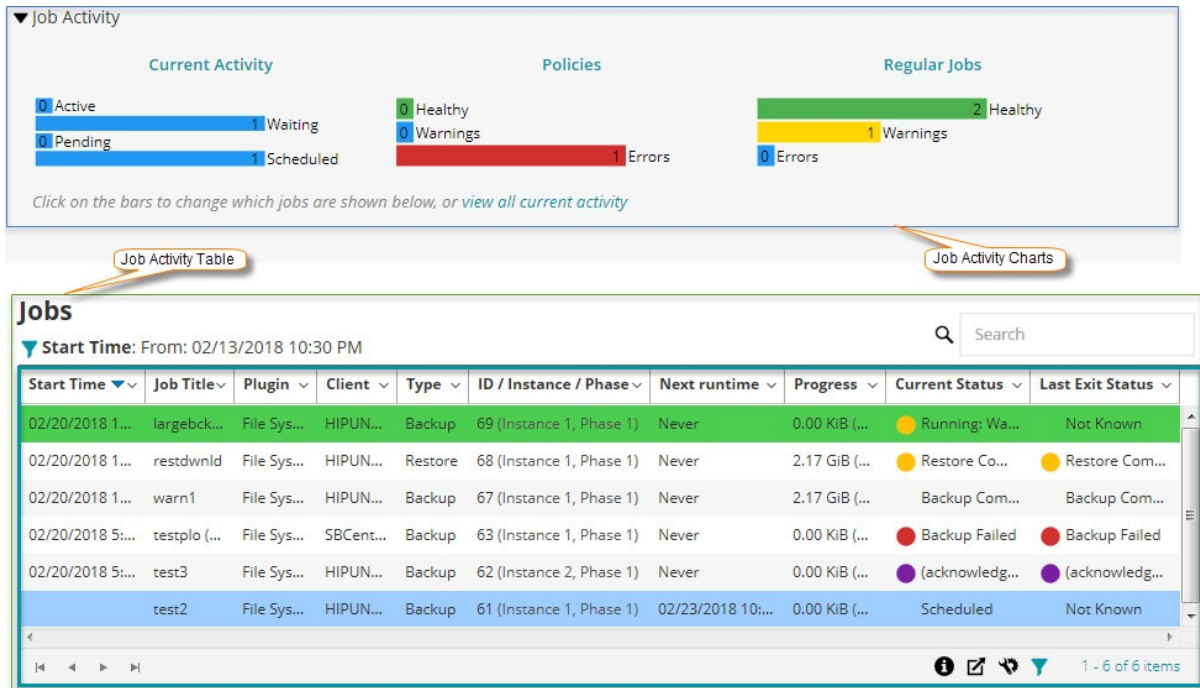 Job Activity
Current Activity
Policies
Regular Jobs
0 Active
1 Waiting
0 Pending
1 Scheduled
0 Healthy
0 Warnings
1 Errors
2 Healthy
1 Warnings
0 Errors
Click on the bars to change which jobs are shown below, or view all current activity
Job Activity Table
Job Activity Charts
Jobs
Search
Start Time: From: 02/13/2018 10:30 PM
Start Time Job Title Plugin Client Type ID / Instance / Phase Next runtime Progress Current Status Last Exit Status
02/20/2018 1... largebck... File Sys... HIPUN... Backup 69 (Instance 1, Phase 1) Never 0.00 KiB (... Running: Wa... Not Known
02/20/2018 1... restdwnld File Sys... HIPUN... Restore 68 (Instance 1, Phase 1) Never 2.17 GiB (... Restore Co... Restore Com...
02/20/2018 1... warn1 File Sys... HIPUN... Backup 67 (Instance 1, Phase 1) Never 2.17 GiB (... Backup Com... Backup Com...
02/20/2018 5:... testplo (... File Sys... SBCent... Backup 63 (Instance 1, Phase 1) Never 0.00 KiB (... Backup Failed Backup Failed
02/20/2018 5:... test3 File Sys... HIPUN... Backup 62 (Instance 2, Phase 1) Never 0.00 KiB (... (acknowledg... (acknowledg...
test2 File Sys... HIPUN... Backup 61 (Instance 1, Phase 1) 02/23/2018 10:... 0.00 KiB (... Scheduled Not Known
1 - 6 of 6 items